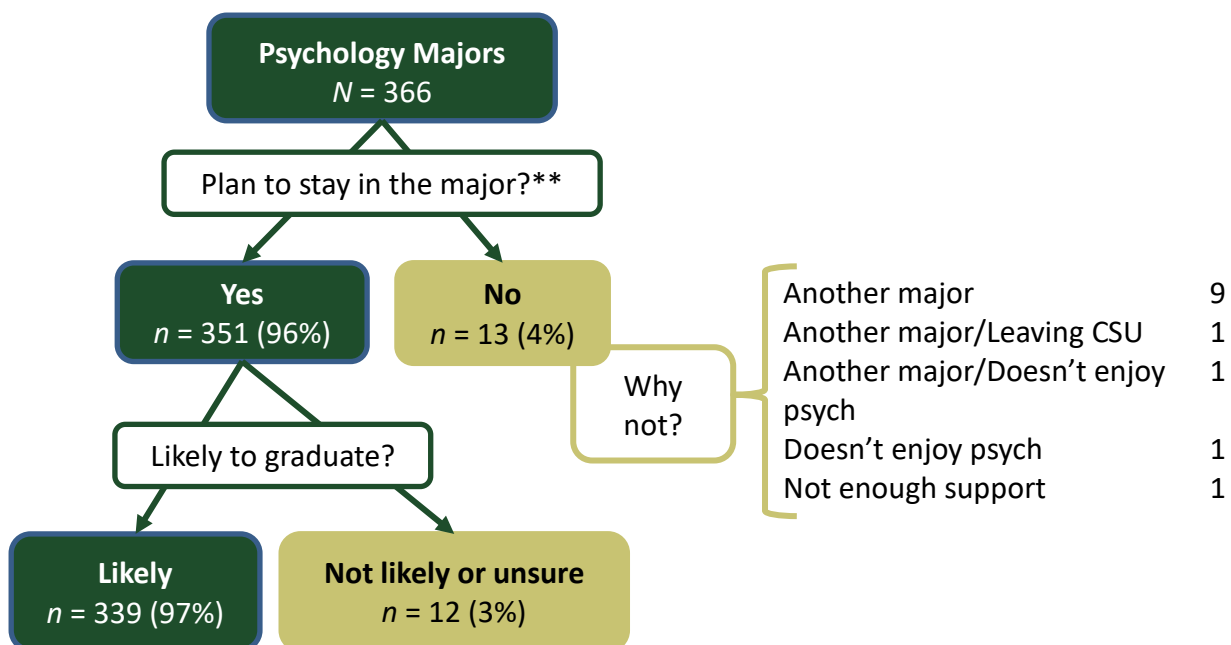 Psychology Majors
N = 366
Plan to stay in the major?**
Yes
n = 351 (96%)
No
n = 13 (4%)
Why
not?
Another major 9
Another major/Leaving CSU 1
Another major/Doesn’t enjoy 1
psych
Doesn’t enjoy psych 1
Not enough support 1
Likely to graduate?
Likely
n = 339 (97%)
Not likely or unsure
n = 12 (3%)